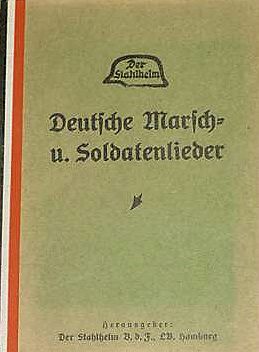 Der
Stahlhelm
Deutsche Marsch-
u. Soldatenlieder
Herausgeber:
Der Stahlhelm B. d. F., LV. Hamburg